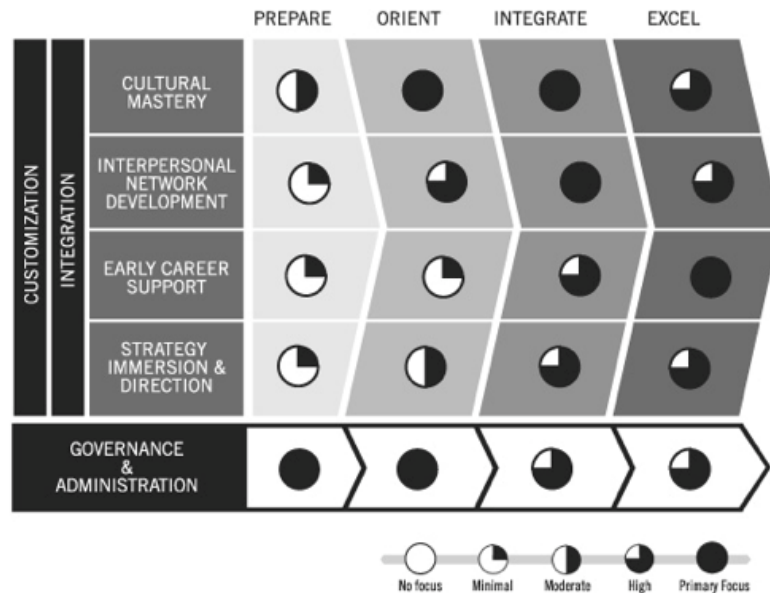 PREPARE ORIENT INTEGRATE EXCEL
CUSTOMIZATION
INTEGRATION
CULTURAL
MASTERY
INTERPERSONAL
NETWORK
DEVELOPMENT
EARLY CAREER
SUPPORT
STRATEGY
IMMERSION &
DIRECTION
GOVERNANCE
&
ADMINISTRATION
No focus Minimal Moderate High Primary Focus